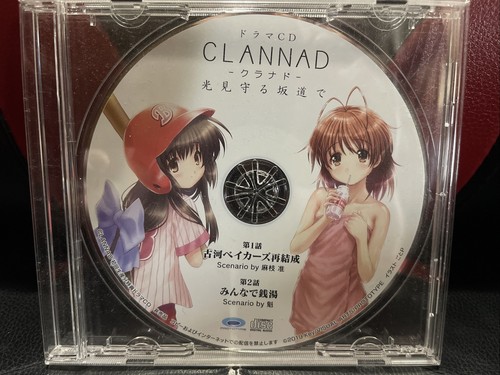 ドラマCD
CLANNAD
-クラナド-
光見守る坂道で
第1話
古河ベイカーズ再結成
Scenario by 麻枝 准
第2話
みんなで銭湯
Scenario by 魁